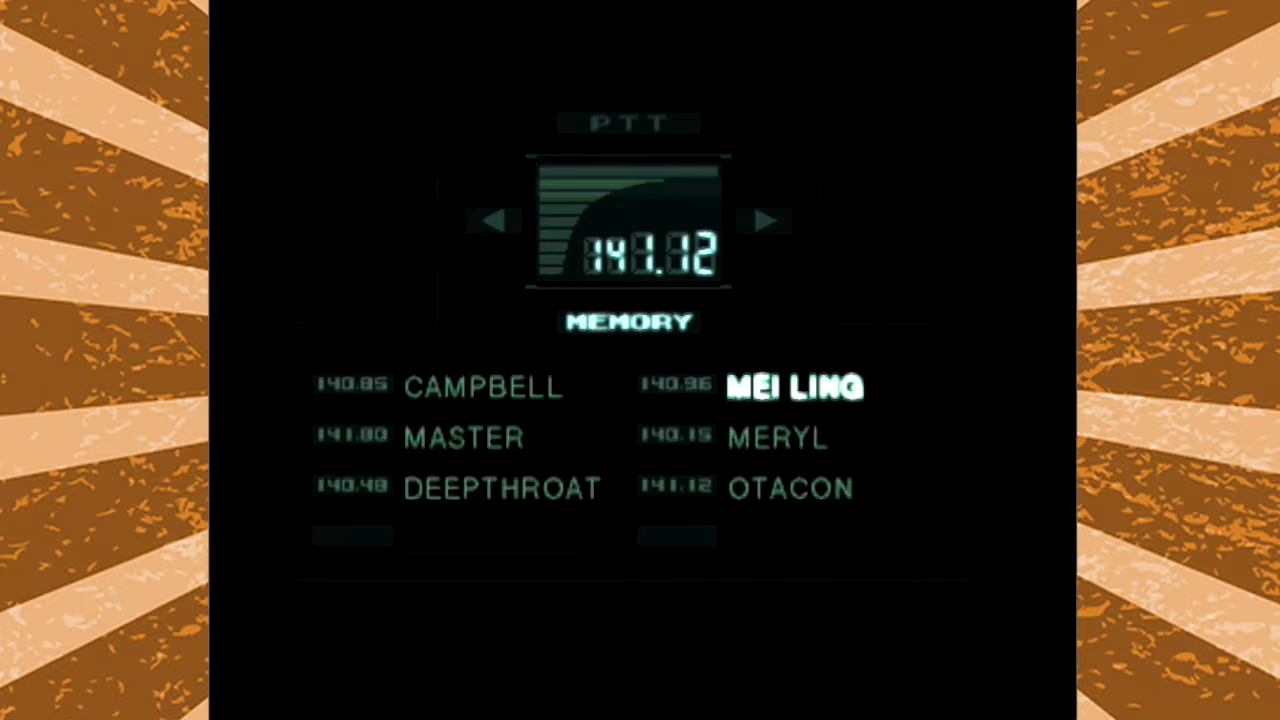 PTT
141.12
MEMORY
140.85 CAMPBELL 140.96 MEI LING
141.80 MASTER 140.15 MERYL
140.48 DEEPTHROAT 141.12 OTACON